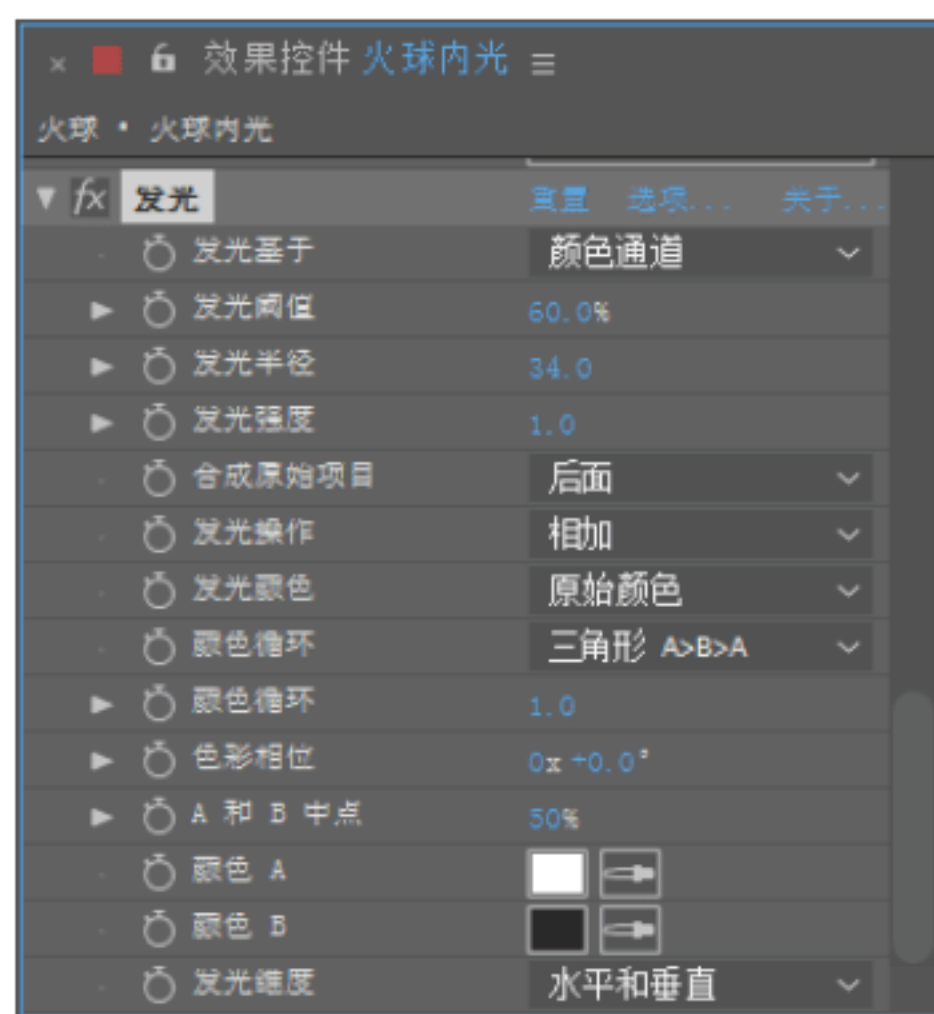 × 效果控件 火球内光 ≡
火球 • 火球内光
fx 发光 重置 选项... 关于...
发光基于 颜色通道
发光阈值 60.0%
发光半径 34.0
发光强度 1.0
合成原始项目 后面
发光操作 相加
发光颜色 原始颜色
颜色循环 三角形 A>B>A
颜色循环 1.0
色彩相位 0x+0.0°
A 和 B 中点 50%
颜色 A
颜色 B
发光维度 水平和垂直